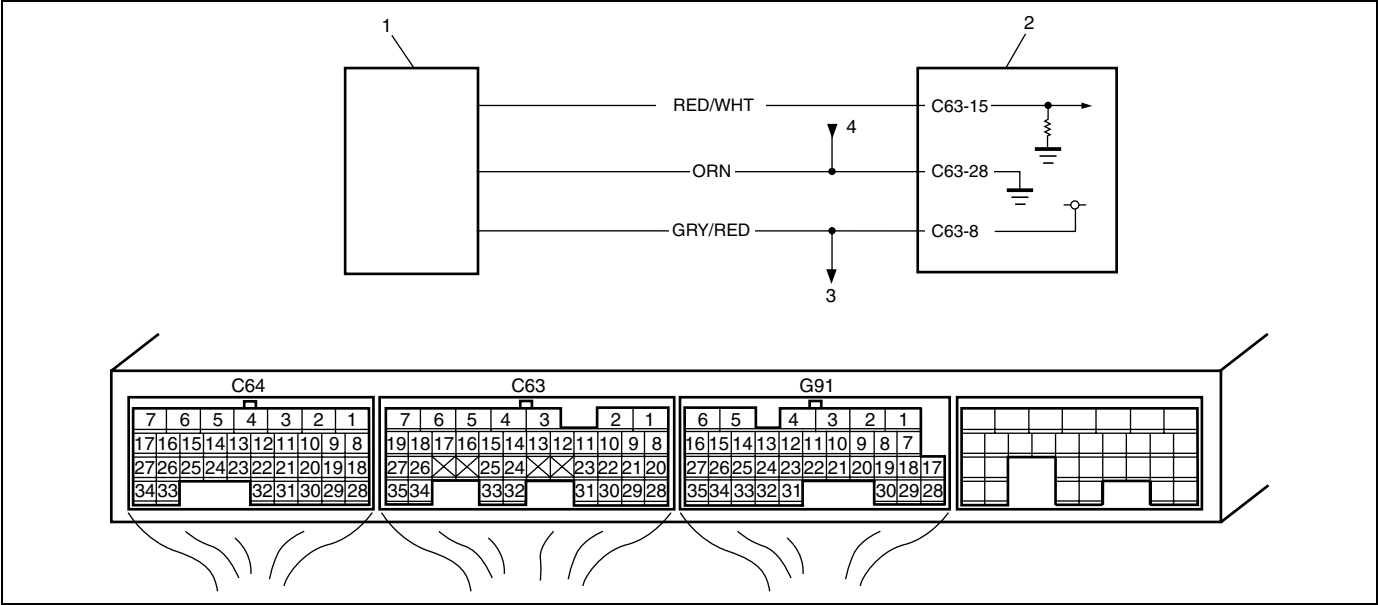 1 2
RED/WHT C63-15
4
ORN C63-28
GRY/RED C63-8
3
C64 C63 G91
7 6 5 4 3 2 1 7 6 5 4 3 2 1 6 5 4 3 2 1
17 16 15 14 13 12 11 10 9 8 19 18 17 16 15 14 13 12 11 10 9 8 16 15 14 13 12 11 10 9 8 7
27 26 25 24 23 22 21 20 19 18 27 26 25 24 23 22 21 20 27 26 25 24 23 22 21 20 19 18 17
34 33 32 31 30 29 28 35 34 33 32 31 30 29 28 35 34 33 32 31 30 29 28